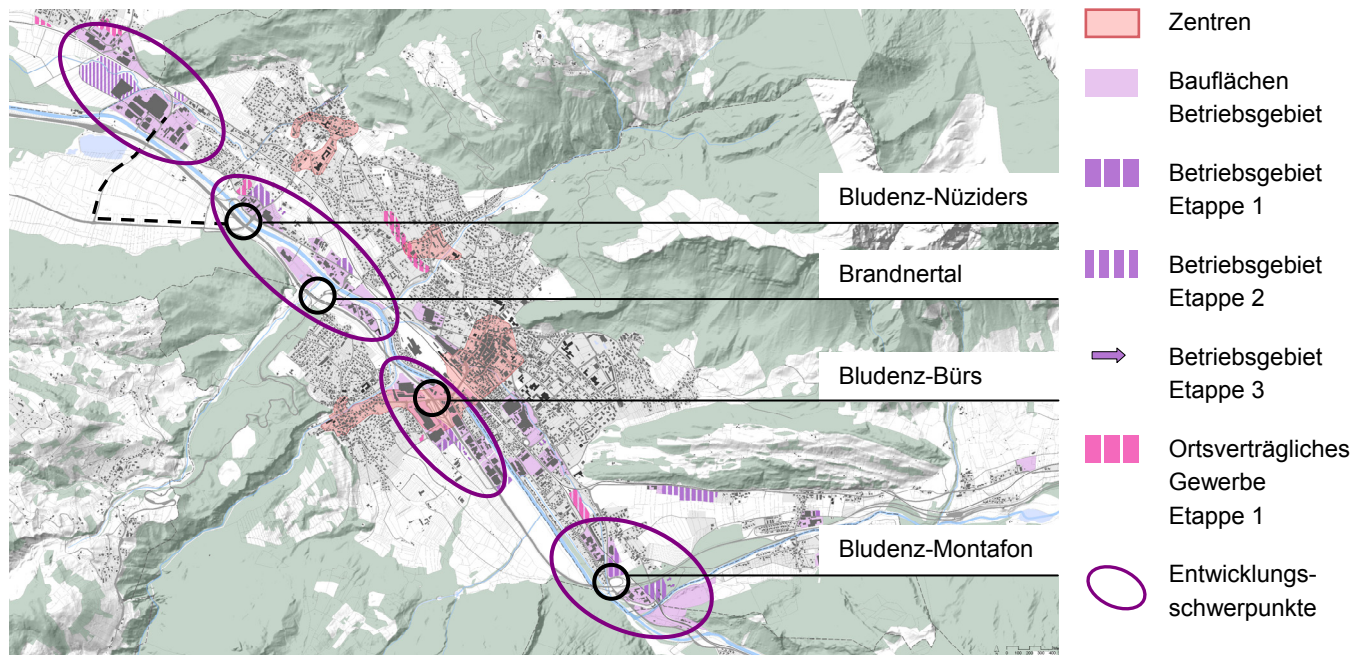 Zentren
Bauflächen
Betriebsgebiet
Betriebsgebiet
Etappe 1
Betriebsgebiet
Etappe 2
Betriebsgebiet
Etappe 3
Ortsverträgliches
Gewerbe
Etappe 1
Entwicklungs-
schwerpunkte
Bludenz-Nüziders
Brandnertal
Bludenz-Bürs
Bludenz-Montafon